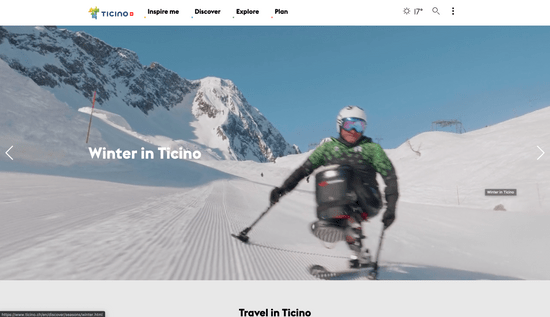 TICINO
Inspire me
Discover
Explore
Plan
17°
Winter in Ticino
Winter in Ticino
Travel in Ticino
https://www.ticino.ch/en/discover/seasons/winter.html